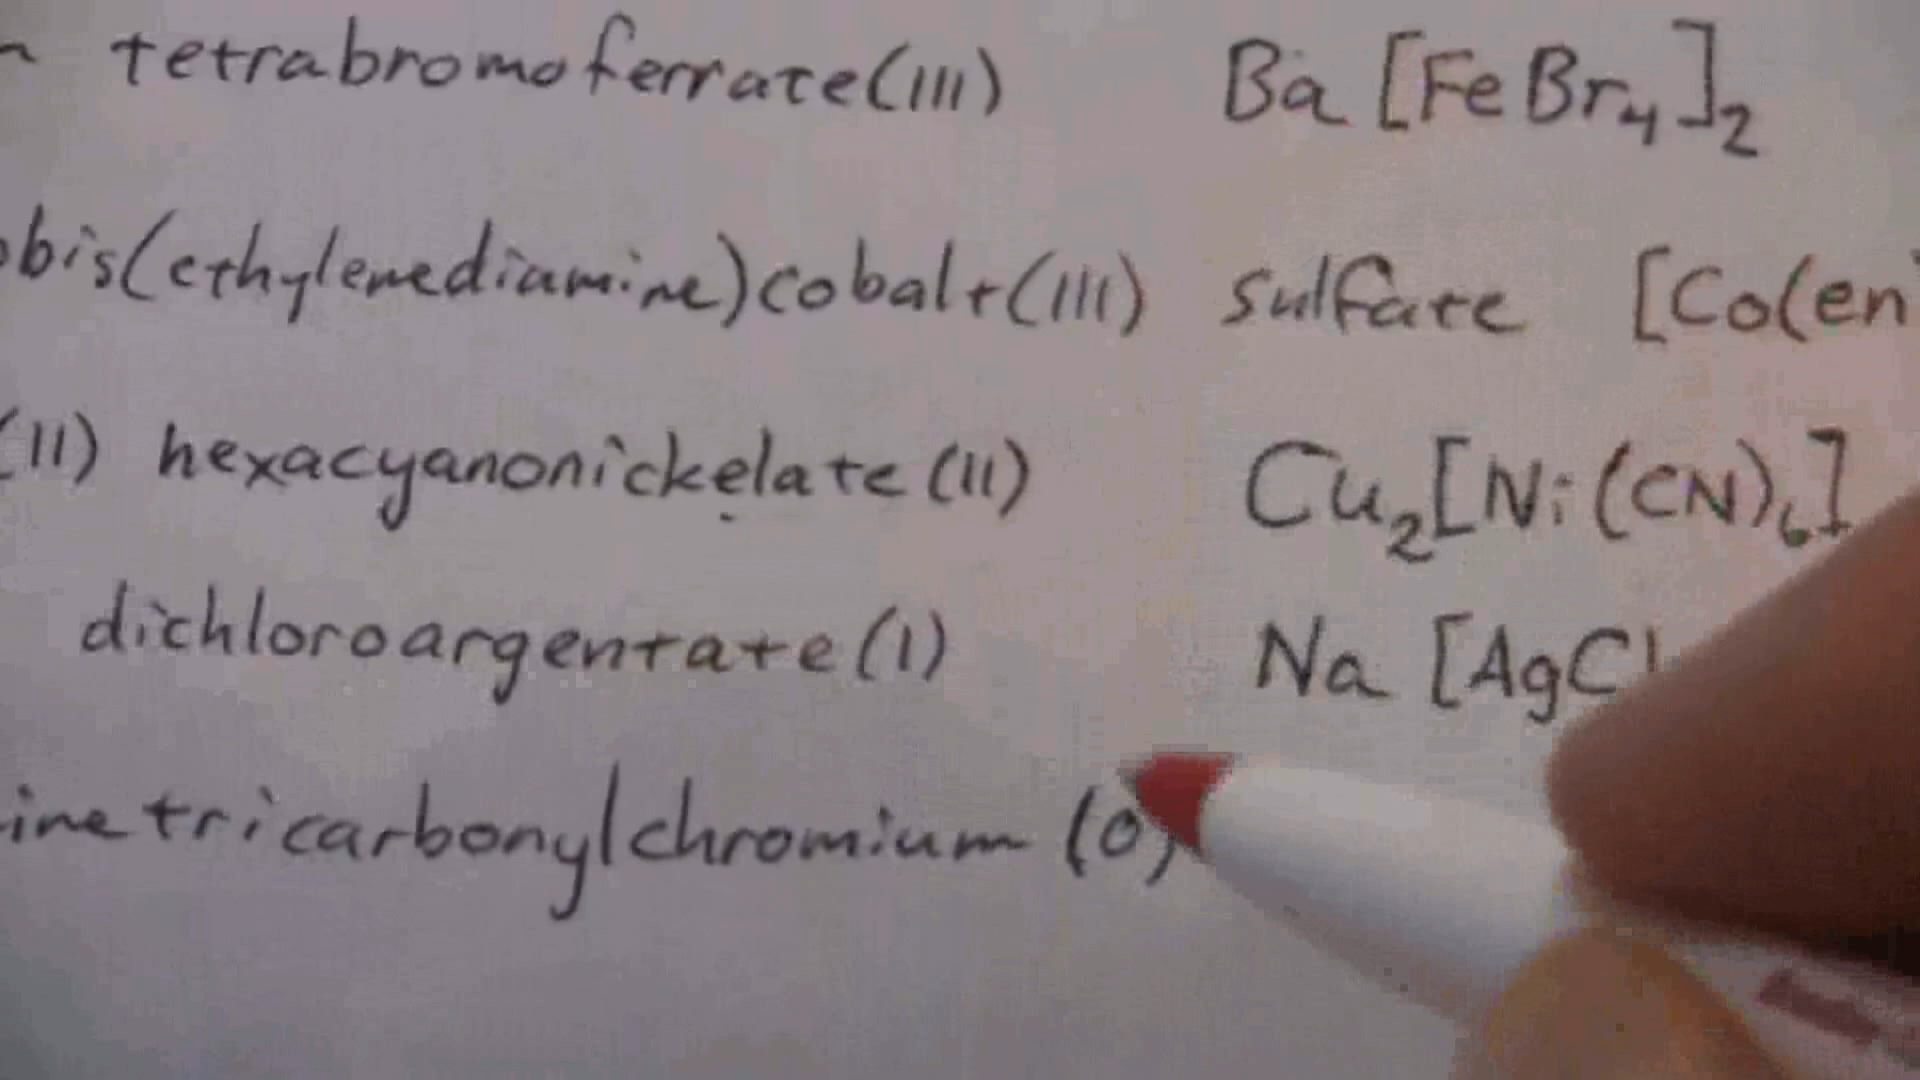 tetrabromoferrate(III) Ba [FeBr4]2
bis(ethylenediamine)cobalt(III) sulfate [Co(en
(II) hexacyanonickelate (II) Cu2[Ni(CN)6]
dichloroargentate(I) Na [AgCl
ine tricarbonylchromium (0)